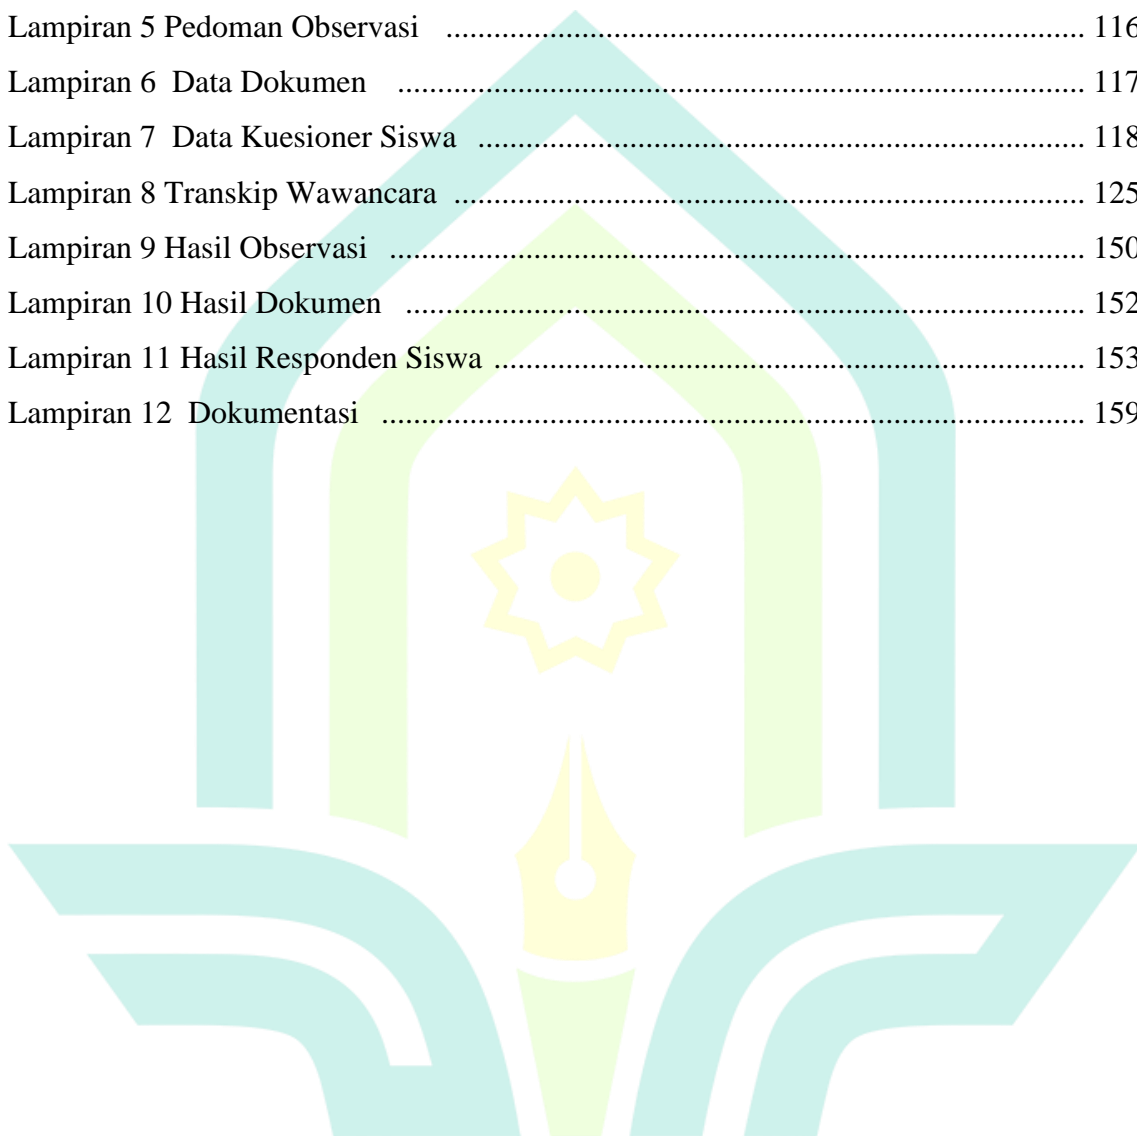 Lampiran 5 Pedoman Observasi ................................................................................ 116
Lampiran 6 Data Dokumen ...................................................................................... 117
Lampiran 7 Data Kuesioner Siswa ............................................................................ 118
Lampiran 8 Transkip Wawancara ............................................................................... 125
Lampiran 9 Hasil Observasi ....................................................................................... 150
Lampiran 10 Hasil Dokumen ..................................................................................... 152
Lampiran 11 Hasil Responden Siswa .......................................................................... 153
Lampiran 12 Dokumentasi ........................................................................................ 159